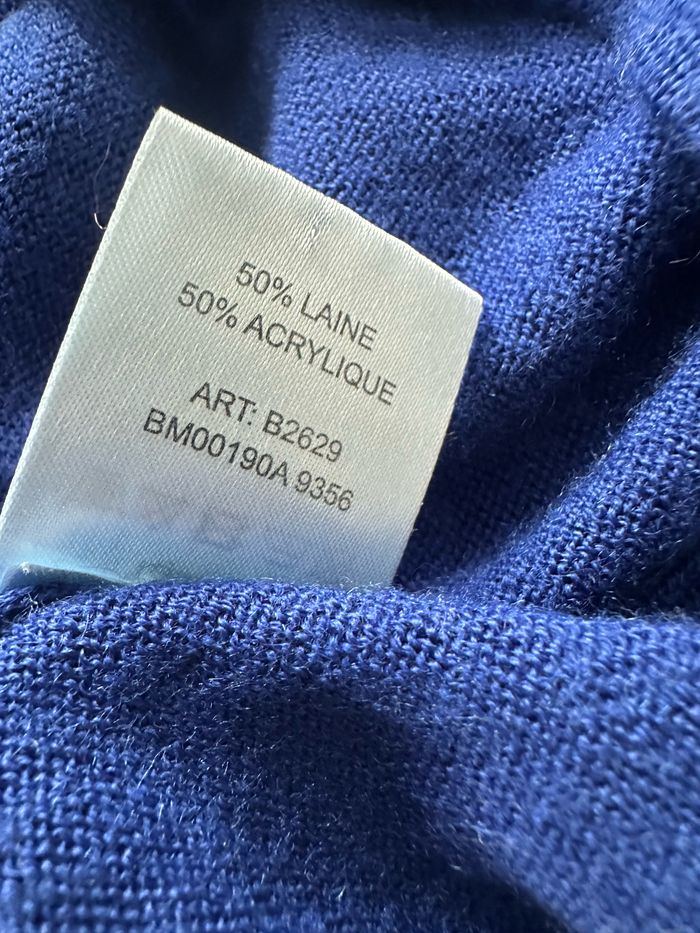 50% LAINE
50% ACRYLIQUE
ART: B2629
BM00190A 9356